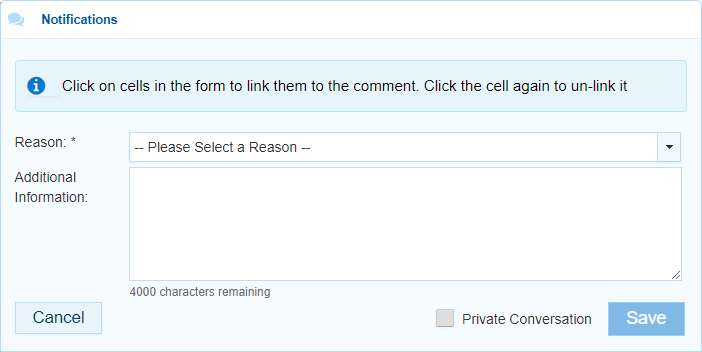 Notifications
Click on cells in the form to link them to the comment. Click the cell again to un-link it
Reason: *
-- Please Select a Reason --
Additional
Information:
4000 characters remaining
Cancel
Private Conversation
Save